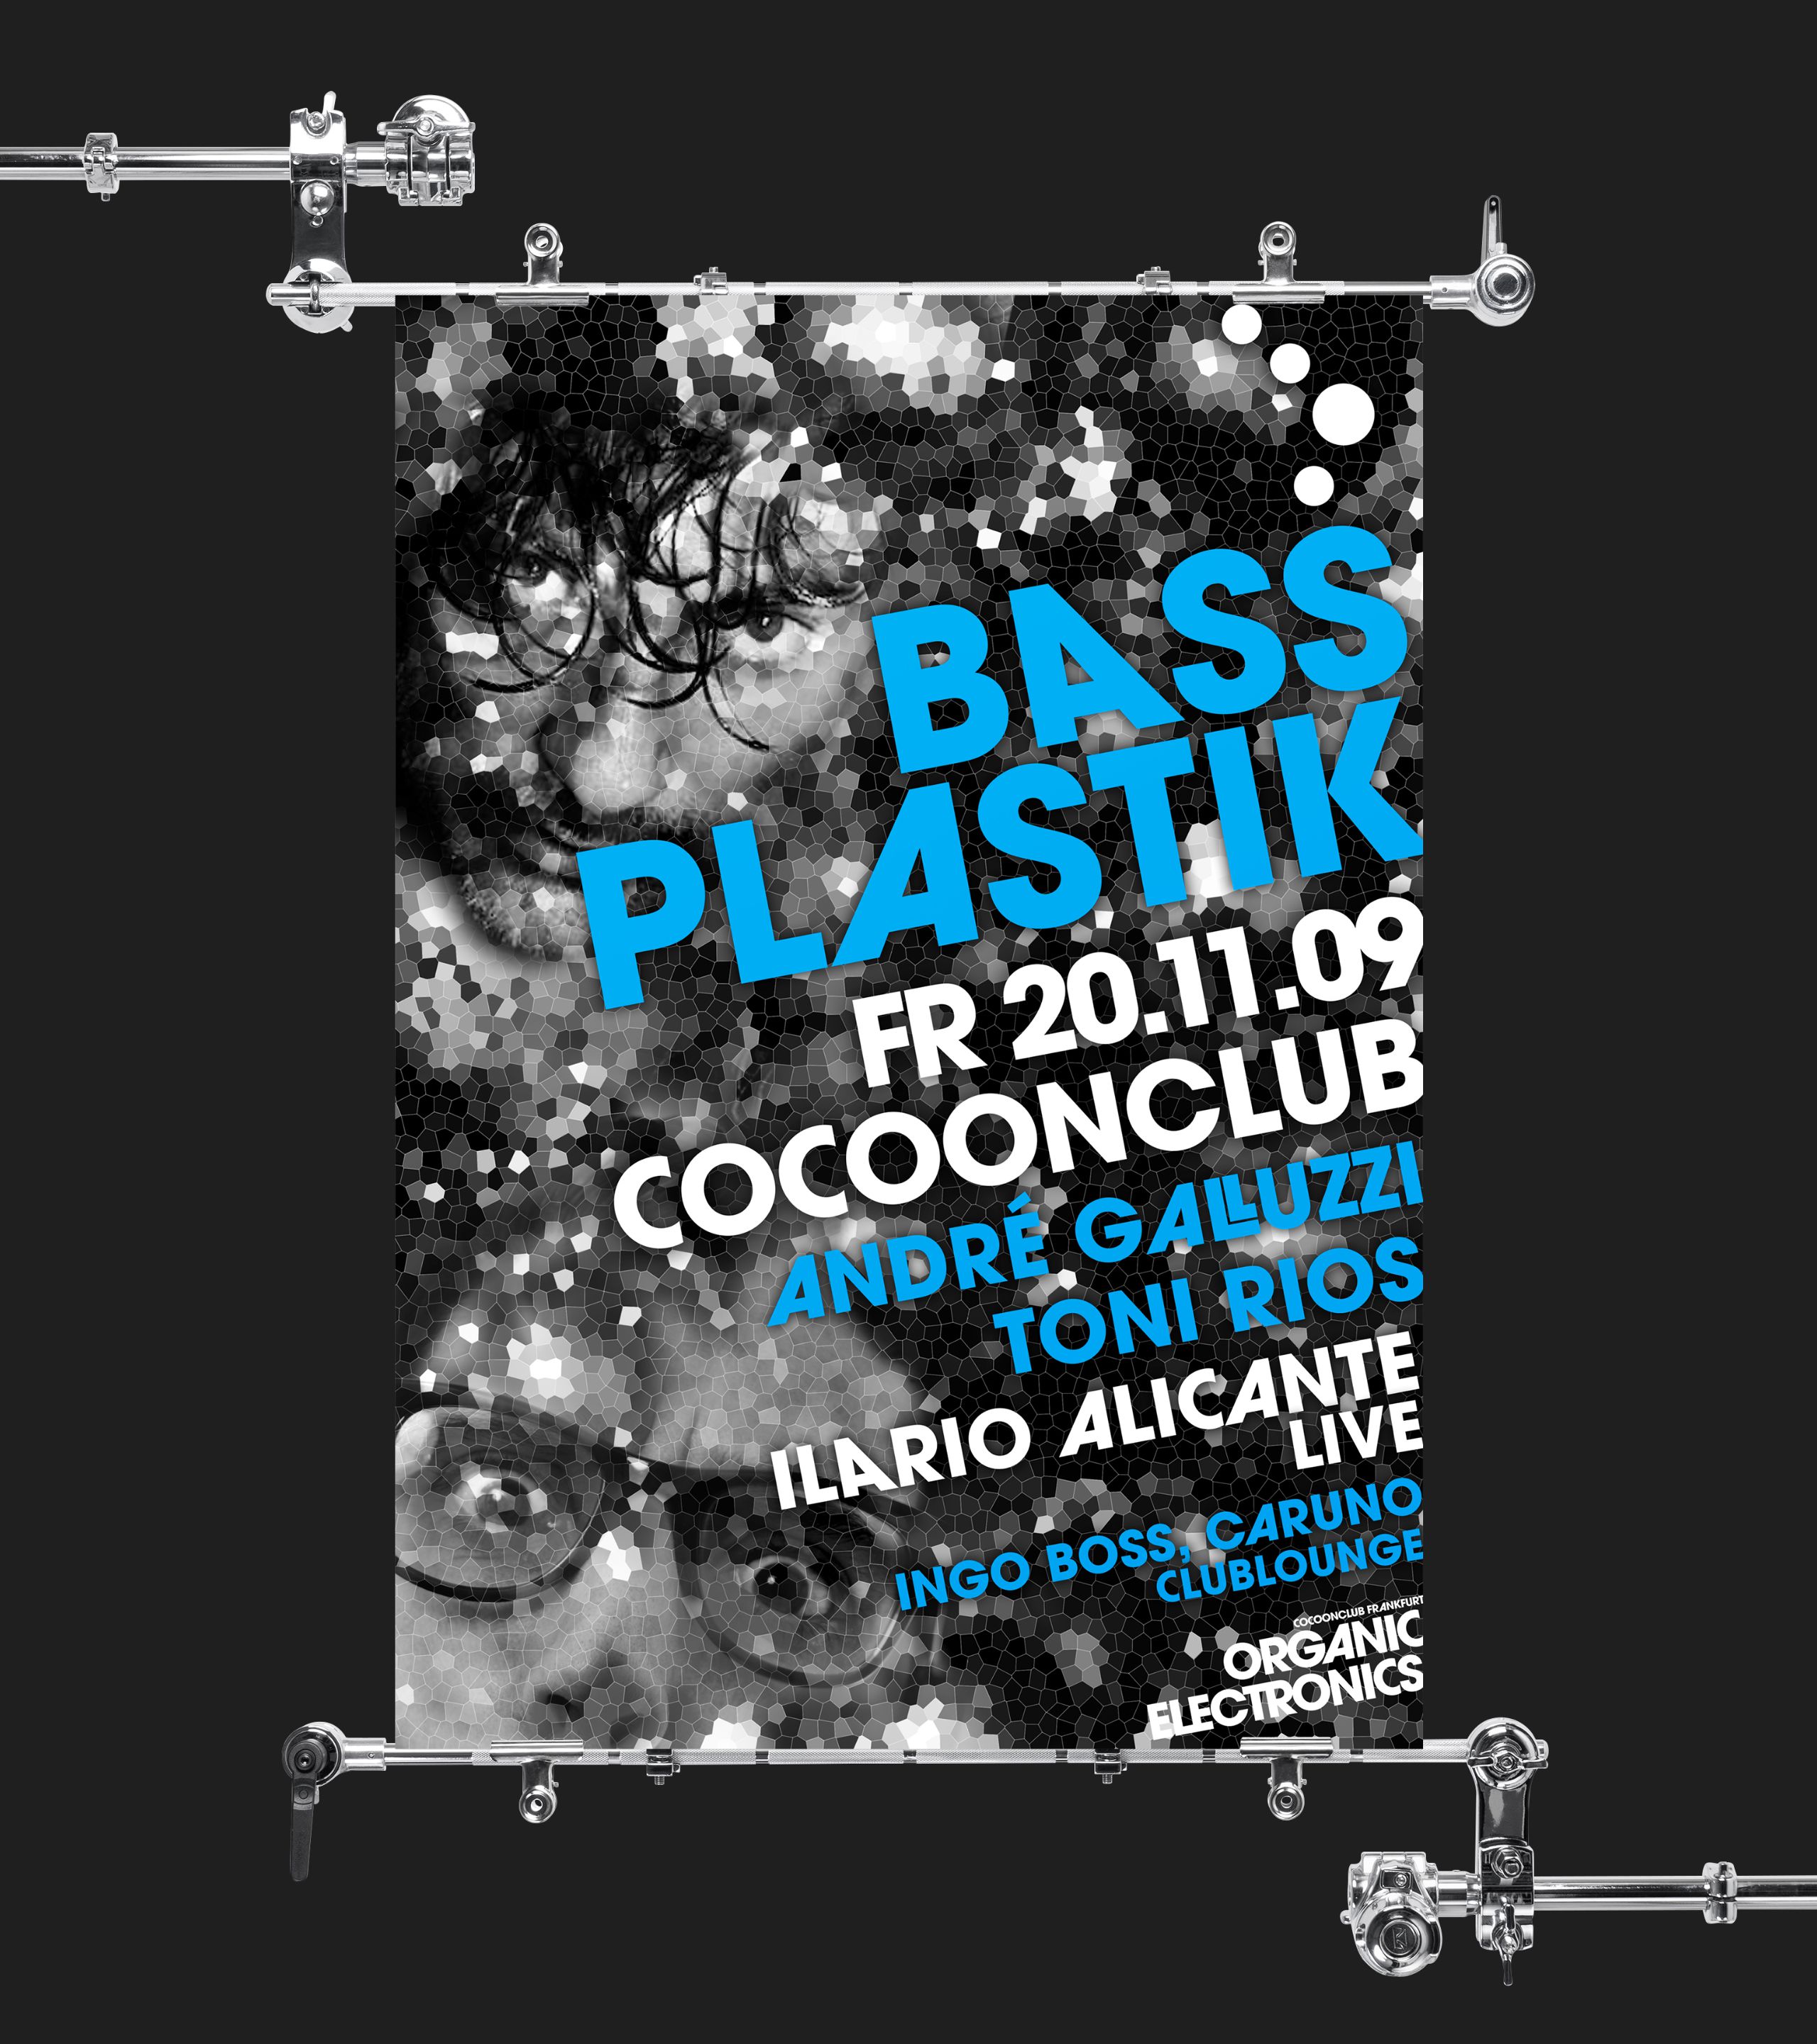 BASS
PLASTIK
FR 20.11.09
COCOONCLUB
ANDRÉ GALLUZZI
TONI RIOS
ILARIO ALICANTE
LIVE
INGO BOSS, CARUNO
CLUBLOUNGE
COCOONCLUB FRANKFURT
ORGANIC
ELECTRONICS